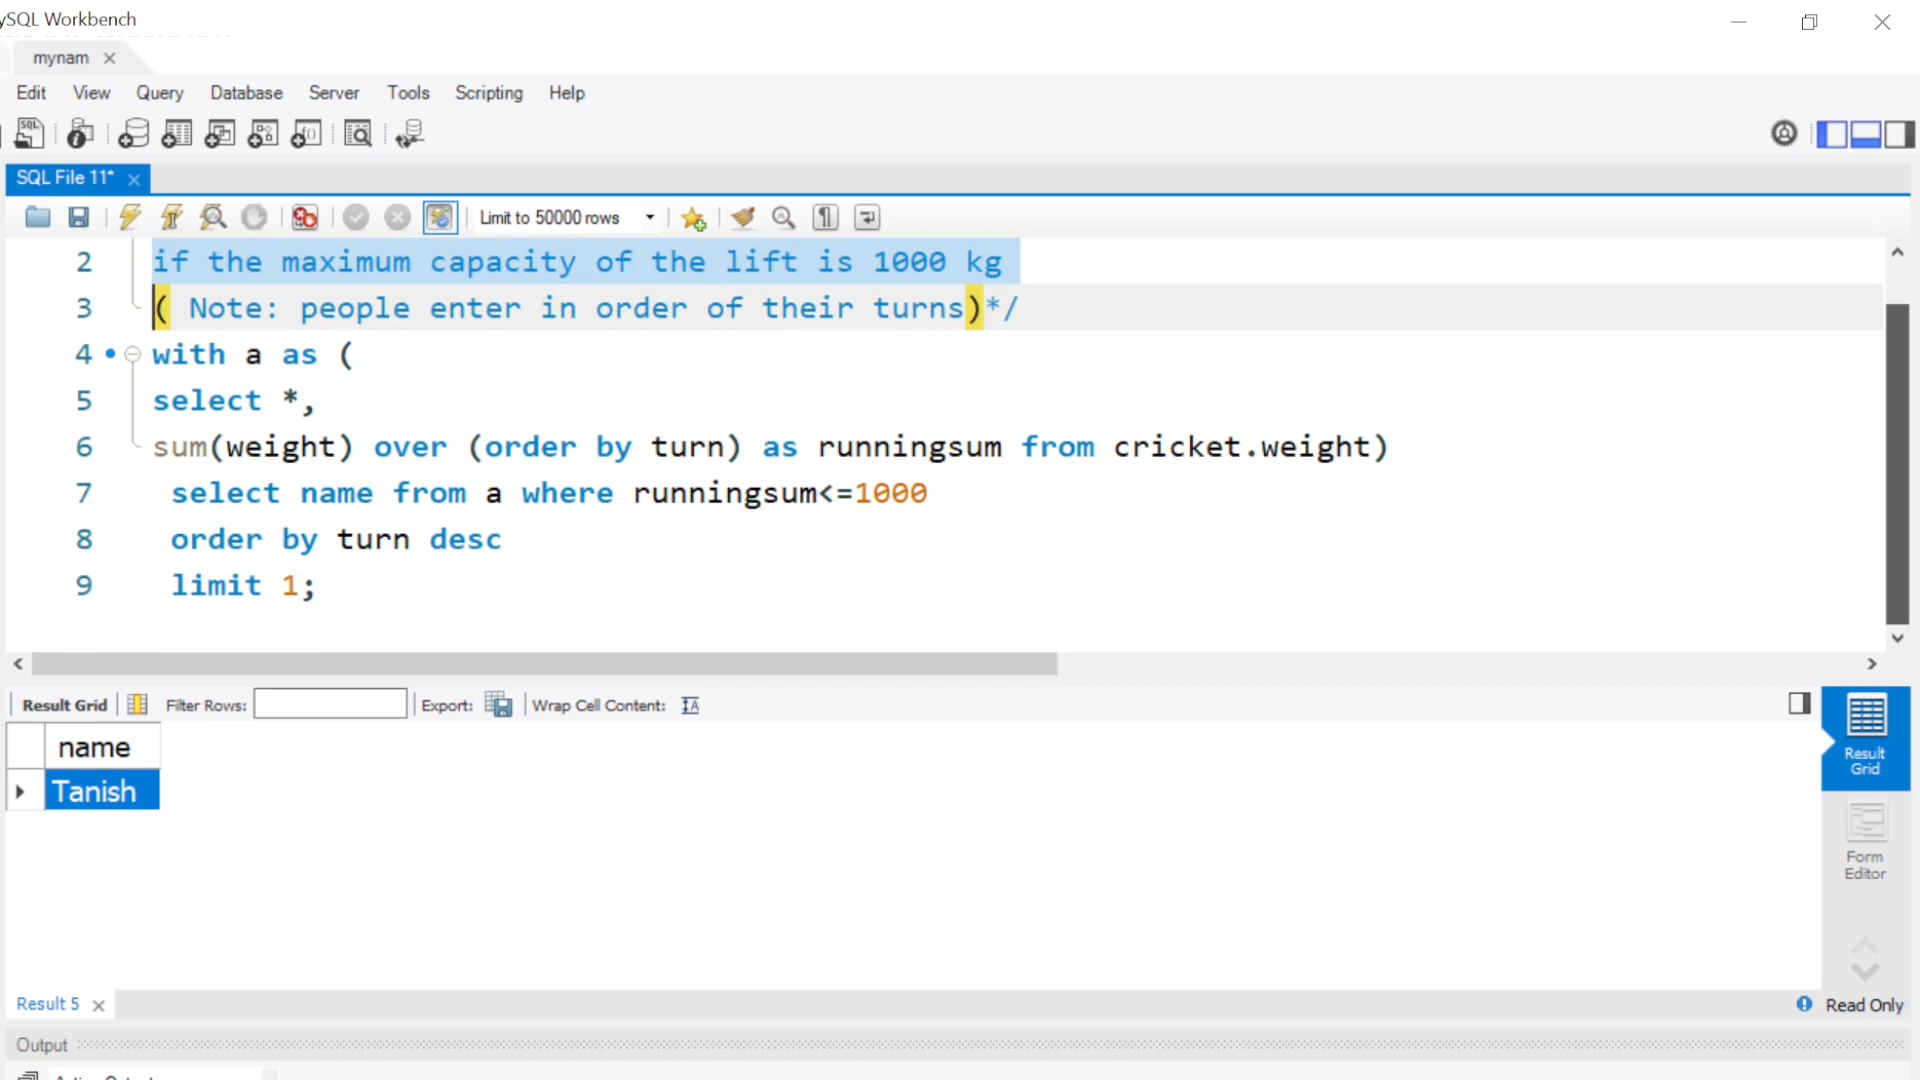 ySQL Workbench
mynam
Edit View Query Database Server Tools Scripting Help
SQL File 11*
Limit to 50000 rows
2 if the maximum capacity of the lift is 1000 kg
3 ( Note: people enter in order of their turns)*/
4 with a as (
5 select *,
6 sum(weight) over (order by turn) as runningsum from cricket.weight)
7 select name from a where runningsum<=1000
8 order by turn desc
9 limit 1;
Result Grid Filter Rows: Export: Wrap Cell Content:
name
Tanish
Result
Grid
Form
Editor
Result 5
Read Only
Output